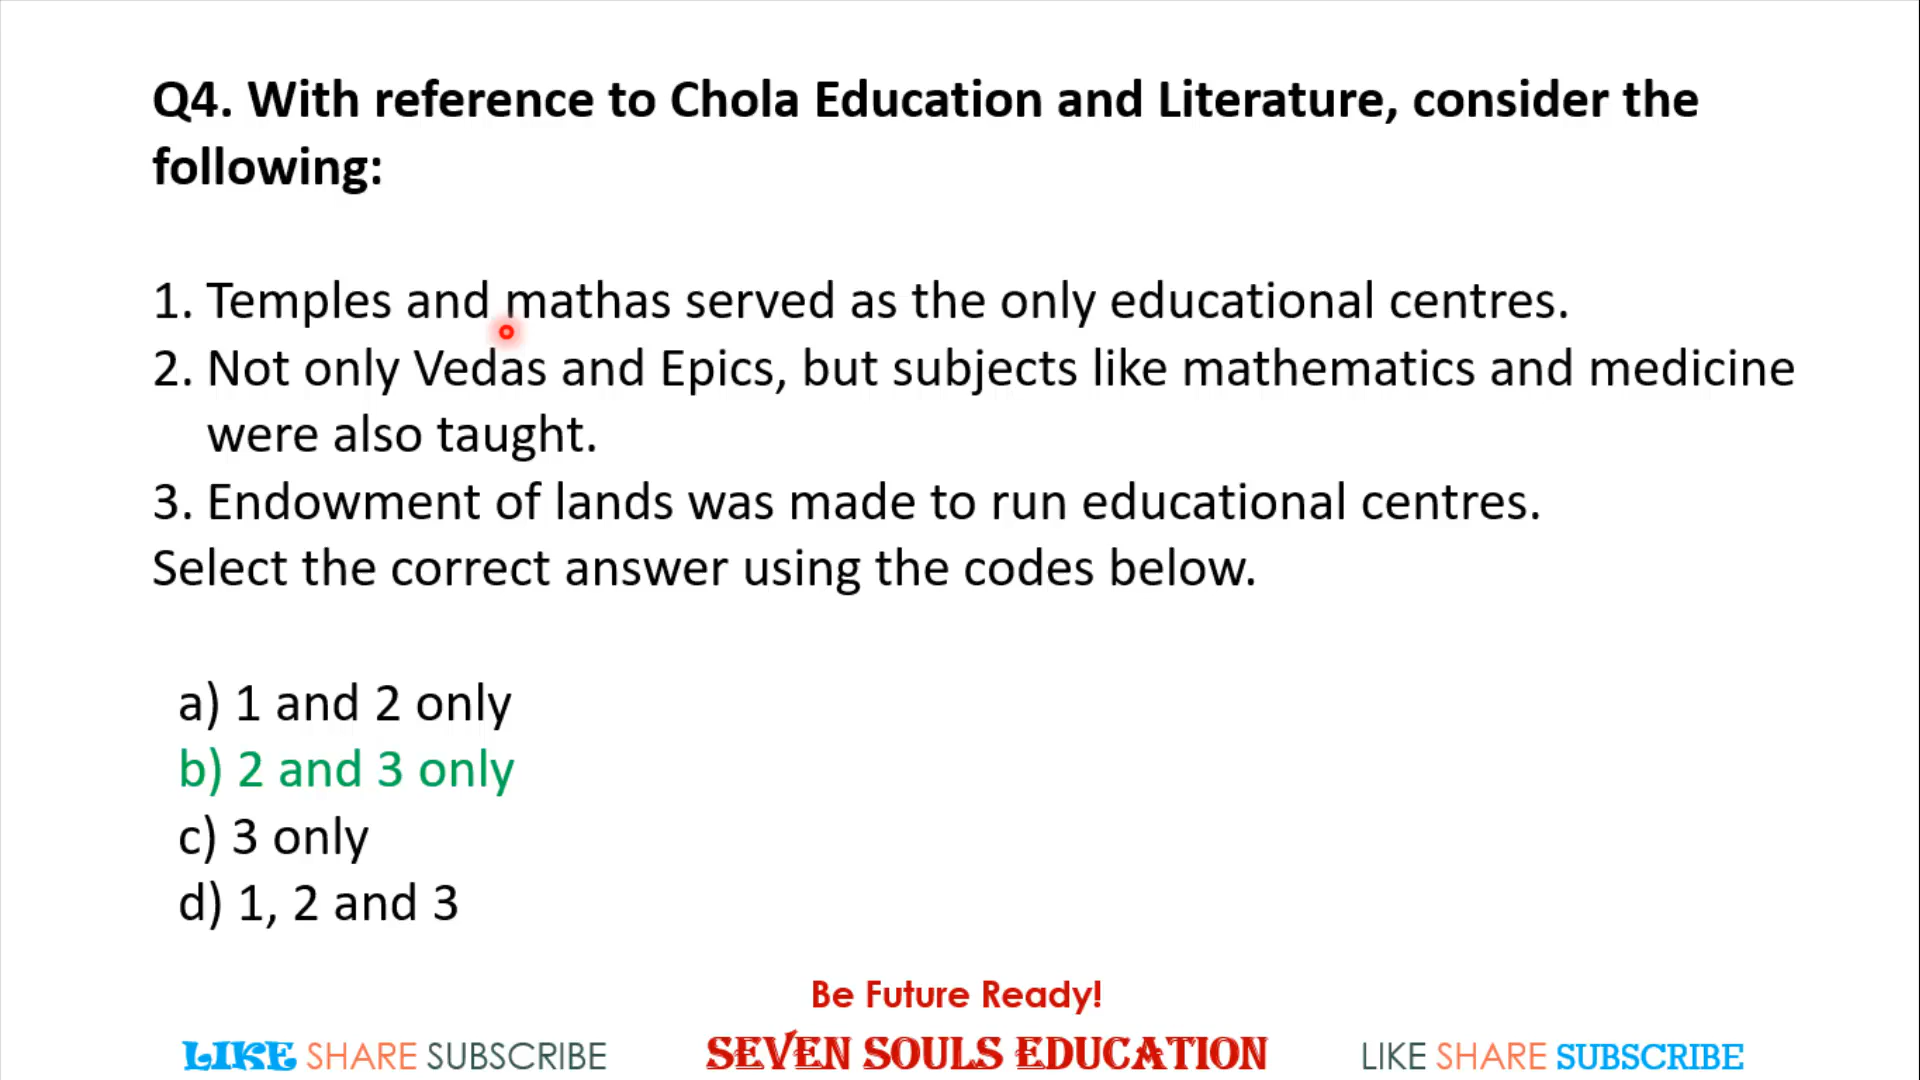 Q4. With reference to Chola Education and Literature, consider the
following:
1. Temples and mathas served as the only educational centres.
2. Not only Vedas and Epics, but subjects like mathematics and medicine
were also taught.
3. Endowment of lands was made to run educational centres.
Select the correct answer using the codes below.
a) 1 and 2 only
b) 2 and 3 only
c) 3 only
d) 1, 2 and 3
Be Future Ready!
LIKE SHARE SUBSCRIBE SEVEN SOULS EDUCATION LIKE SHARE SUBSCRIBE